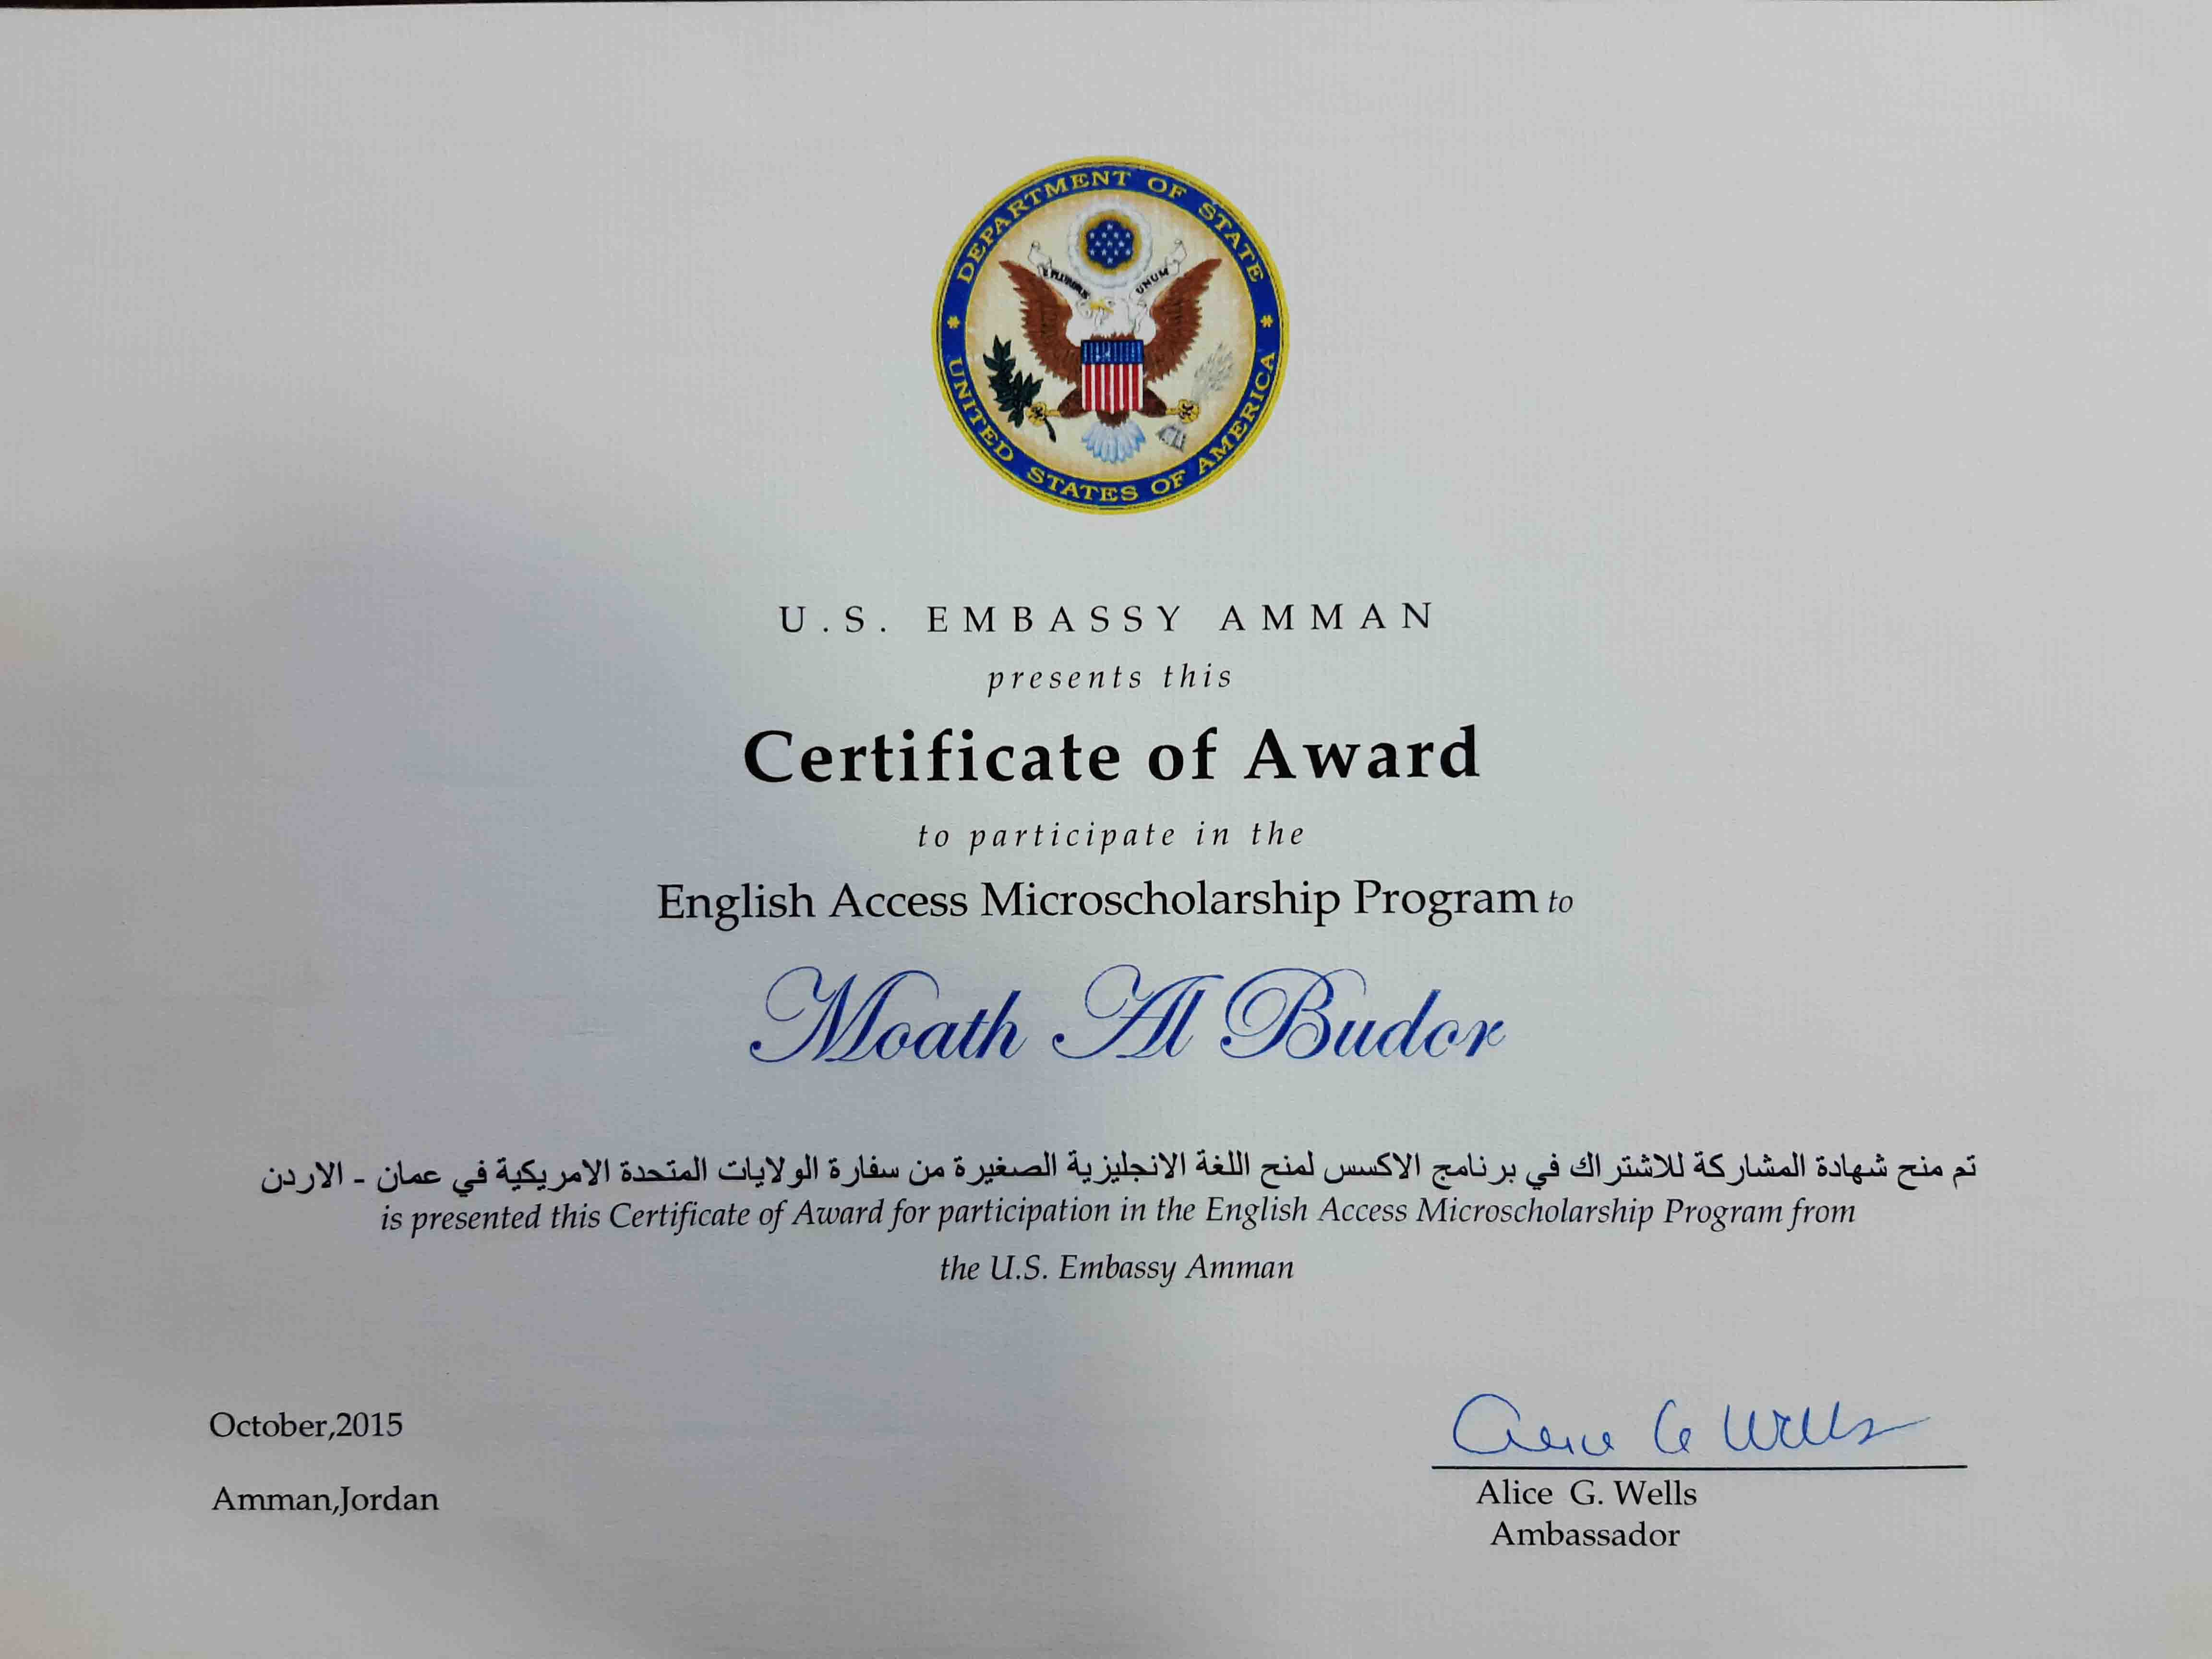 DEPARTMENT OF STATE
UNITED STATES OF AMERICA
E PLURIBUS UNUM
U.S. EMBASSY AMMAN
presents this
Certificate of Award
to participate in the
English Access Microscholarship Program to
Moath Al Budor
تم منح شهادة المشاركة للاشتراك في برنامج الاكسس لمنح اللغة الانجليزية الصغيرة من سفارة الولايات المتحدة الامريكية في عمان - الاردن
is presented this Certificate of Award for participation in the English Access Microscholarship Program from
the U.S. Embassy Amman
October,2015
Amman,Jordan
Alice G Wells
Alice G. Wells
Ambassador